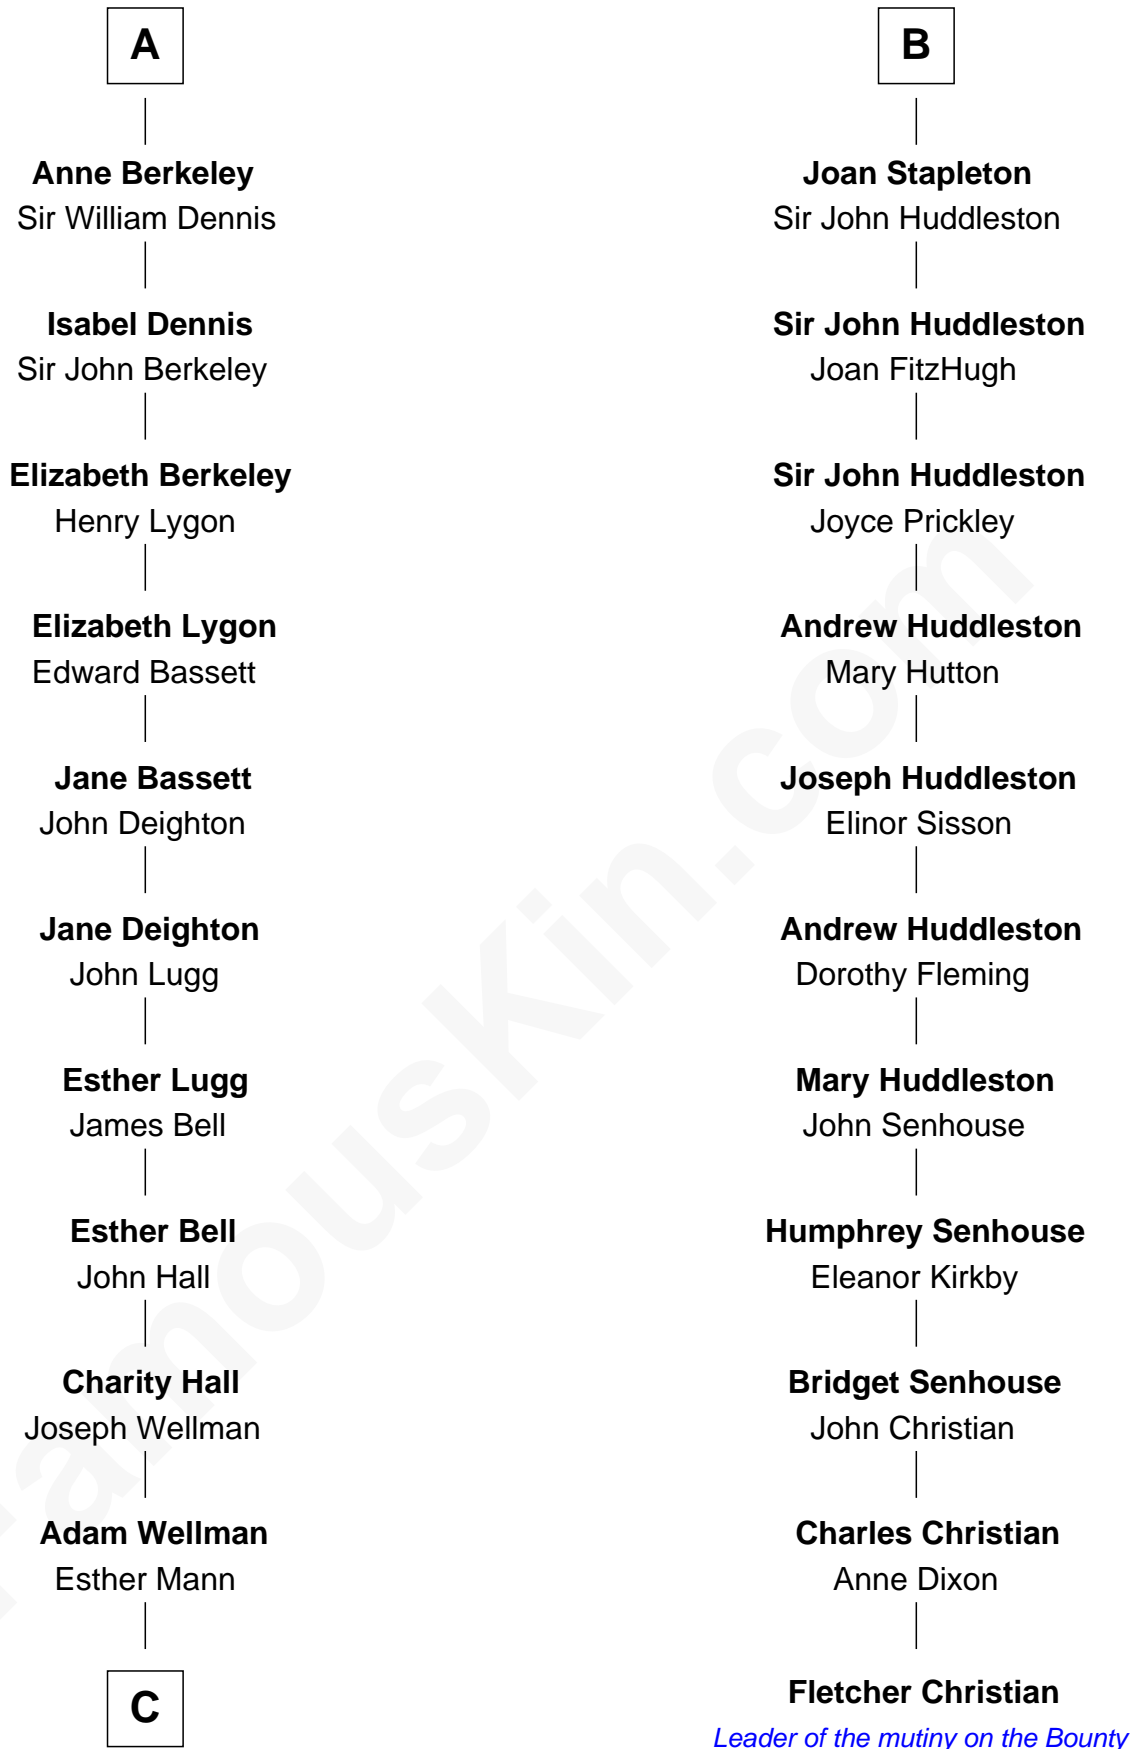 A
Anne Berkeley
Sir William Dennis
Isabel Dennis
Sir John Berkeley
Elizabeth Berkeley
Henry Lygon
Elizabeth Lygon
Edward Bassett
Jane Bassett
John Deighton
Jane Deighton
John Lugg
Esther Lugg
James Bell
Esther Bell
John Hall
Charity Hall
Joseph Wellman
Adam Wellman
Esther Mann
C
B
Joan Stapleton
Sir John Huddleston
Sir John Huddleston
Joan FitzHugh
Sir John Huddleston
Joyce Prickley
Andrew Huddleston
Mary Hutton
Joseph Huddleston
Elinor Sisson
Andrew Huddleston
Dorothy Fleming
Mary Huddleston
John Senhouse
Humphrey Senhouse
Eleanor Kirkby
Bridget Senhouse
John Christian
Charles Christian
Anne Dixon
Fletcher Christian
Leader of the mutiny on the Bounty
FamousKin.com